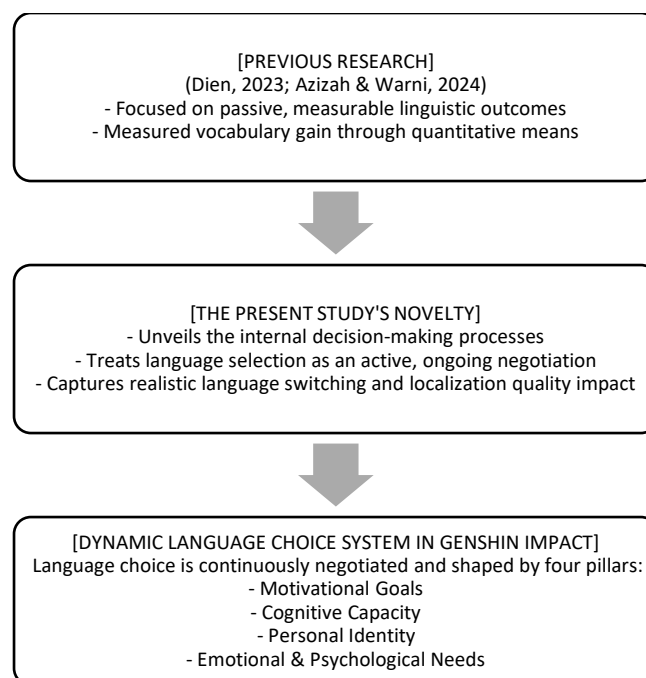 [PREVIOUS RESEARCH]
(Dien, 2023; Azizah & Warni, 2024)
- Focused on passive, measurable linguistic outcomes
- Measured vocabulary gain through quantitative means
[THE PRESENT STUDY'S NOVELTY]
- Unveils the internal decision-making processes
- Treats language selection as an active, ongoing negotiation
- Captures realistic language switching and localization quality impact
[DYNAMIC LANGUAGE CHOICE SYSTEM IN GENSHIN IMPACT]
Language choice is continuously negotiated and shaped by four pillars:
- Motivational Goals
- Cognitive Capacity
- Personal Identity
- Emotional & Psychological Needs